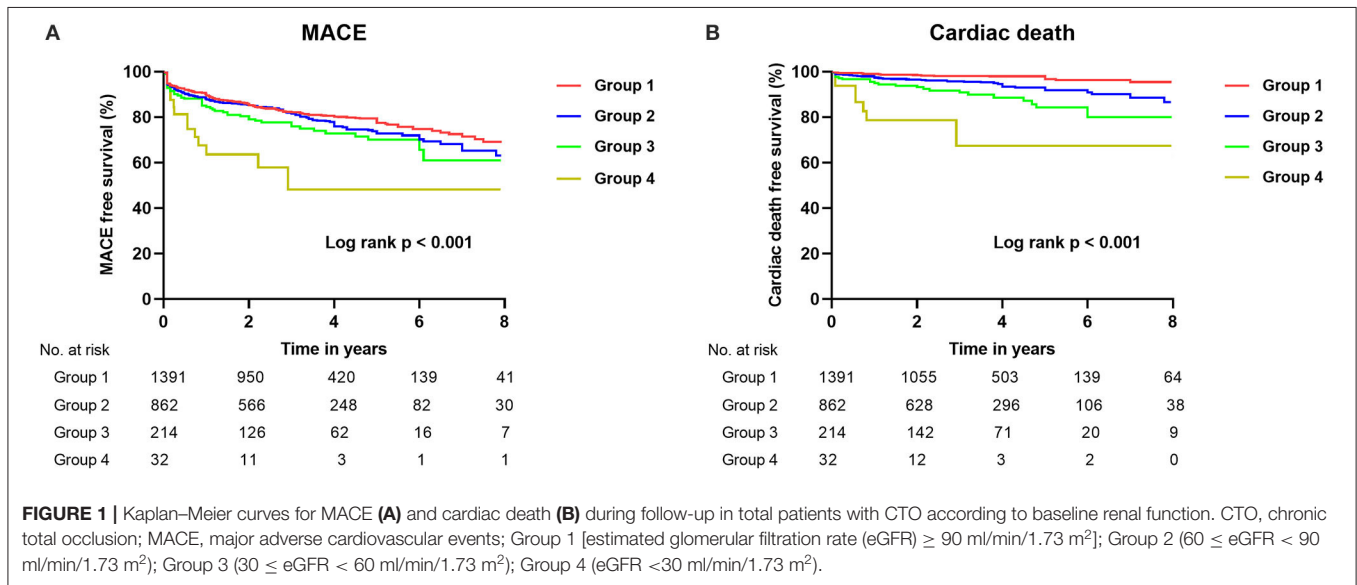 A
MACE
MACE free survival (%)
100
80
60
40
20
0
0 2 4 6 8
Group 1
Group 2
Group 3
Group 4
Log rank p < 0.001
No. at risk
Time in years
Group 1 1391 950 420 139 41
Group 2 862 566 248 82 30
Group 3 214 126 62 16 7
Group 4 32 11 3 1 1
B
Cardiac death
Cardiac death free survival (%)
100
80
60
40
20
0
0 2 4 6 8
Group 1
Group 2
Group 3
Group 4
Log rank p < 0.001
No. at risk
Time in years
Group 1 1391 1055 503 139 64
Group 2 862 628 296 106 38
Group 3 214 142 71 20 9
Group 4 32 12 3 2 0
FIGURE 1 | Kaplan–Meier curves for MACE (A) and cardiac death (B) during follow-up in total patients with CTO according to baseline renal function. CTO, chronic
total occlusion; MACE, major adverse cardiovascular events; Group 1 [estimated glomerular filtration rate (eGFR) ≥ 90 ml/min/1.73 m²]; Group 2 (60 ≤ eGFR < 90
ml/min/1.73 m²); Group 3 (30 ≤ eGFR < 60 ml/min/1.73 m²); Group 4 (eGFR <30 ml/min/1.73 m²).